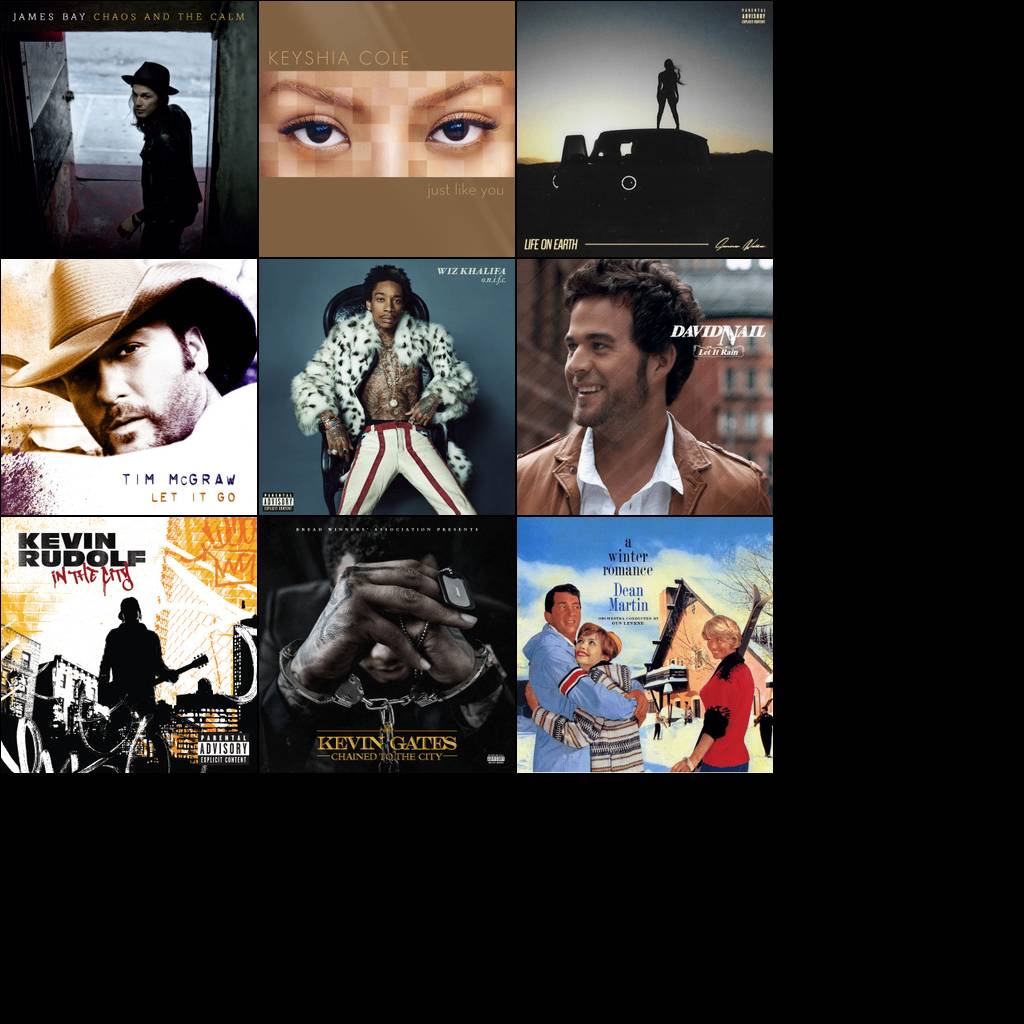 JAMES BAY CHAOS AND THE CALM
KEYSHIA COLE
just like you
PARENTAL
ADVISORY
EXPLICIT CONTENT
LIFE ON EARTH
TIM McGRAW
LET IT GO
WIZ KHALIFA
o.n.i.f.c.
PARENTAL
ADVISORY
EXPLICIT CONTENT
DAVID NAIL
Let It Rain
KEVIN
RUDOLF
IN THE CITY
PARENTAL
ADVISORY
EXPLICIT CONTENT
BREAD WINNERS' ASSOCIATION PRESENTS
KEVIN GATES
CHAINED TO THE CITY
a
winter
romance
Dean
Martin
ORCHESTRA CONDUCTED BY
GUS LEVENE